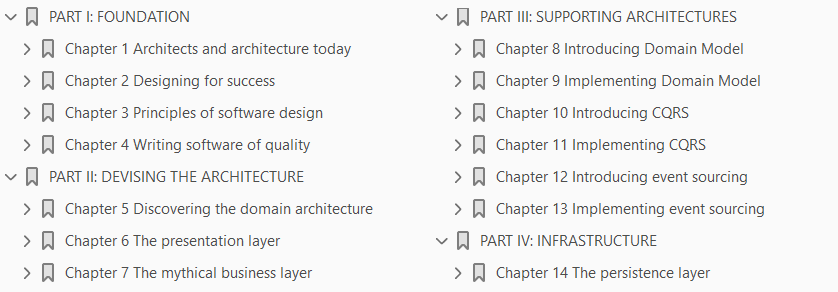 PART I: FOUNDATION
Chapter 1 Architects and architecture today
Chapter 2 Designing for success
Chapter 3 Principles of software design
Chapter 4 Writing software of quality
PART II: DEVISING THE ARCHITECTURE
Chapter 5 Discovering the domain architecture
Chapter 6 The presentation layer
Chapter 7 The mythical business layer
PART III: SUPPORTING ARCHITECTURES
Chapter 8 Introducing Domain Model
Chapter 9 Implementing Domain Model
Chapter 10 Introducing CQRS
Chapter 11 Implementing CQRS
Chapter 12 Introducing event sourcing
Chapter 13 Implementing event sourcing
PART IV: INFRASTRUCTURE
Chapter 14 The persistence layer